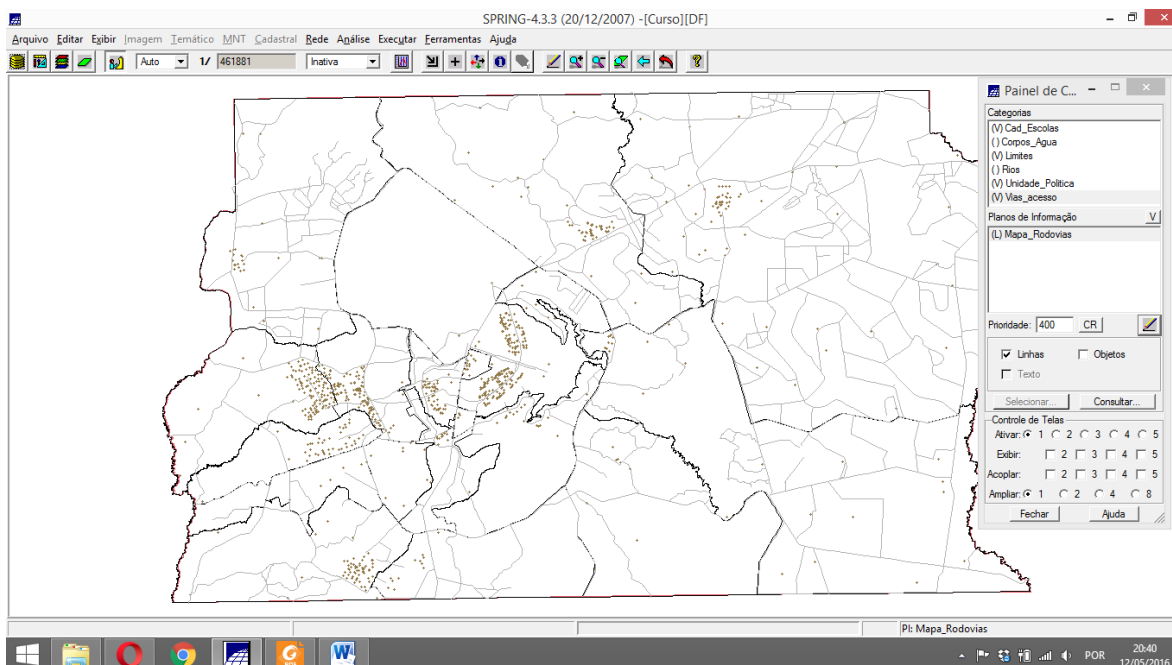 SPRING-4.3.3 (20/12/2007) -[Curso][DF]
Arquivo Editar Exibir Imagem Temático MNT Cadastral Rede Análise Executar Ferramentas Ajuda
Auto 1/ 461881 Inativa
Painel de C...
Categorias
(V) Cad_Escolas
( ) Corpos_Agua
(V) Limites
( ) Rios
(V) Unidade_Politica
(V) Vias_acesso
Planos de Informação V
(L) Mapa_Rodovias
Prioridade: 400 CR
Linhas Objetos
Texto
Selecionar... Consultar...
Controle de Telas
Ativar: 1 2 3 4 5
Exibir: 2 3 4 5
Acoplar: 2 3 4 5
Ampliar: 1 2 4 8
Fechar Ajuda
PI: Mapa_Rodovias
POR
20:40
12/05/2016